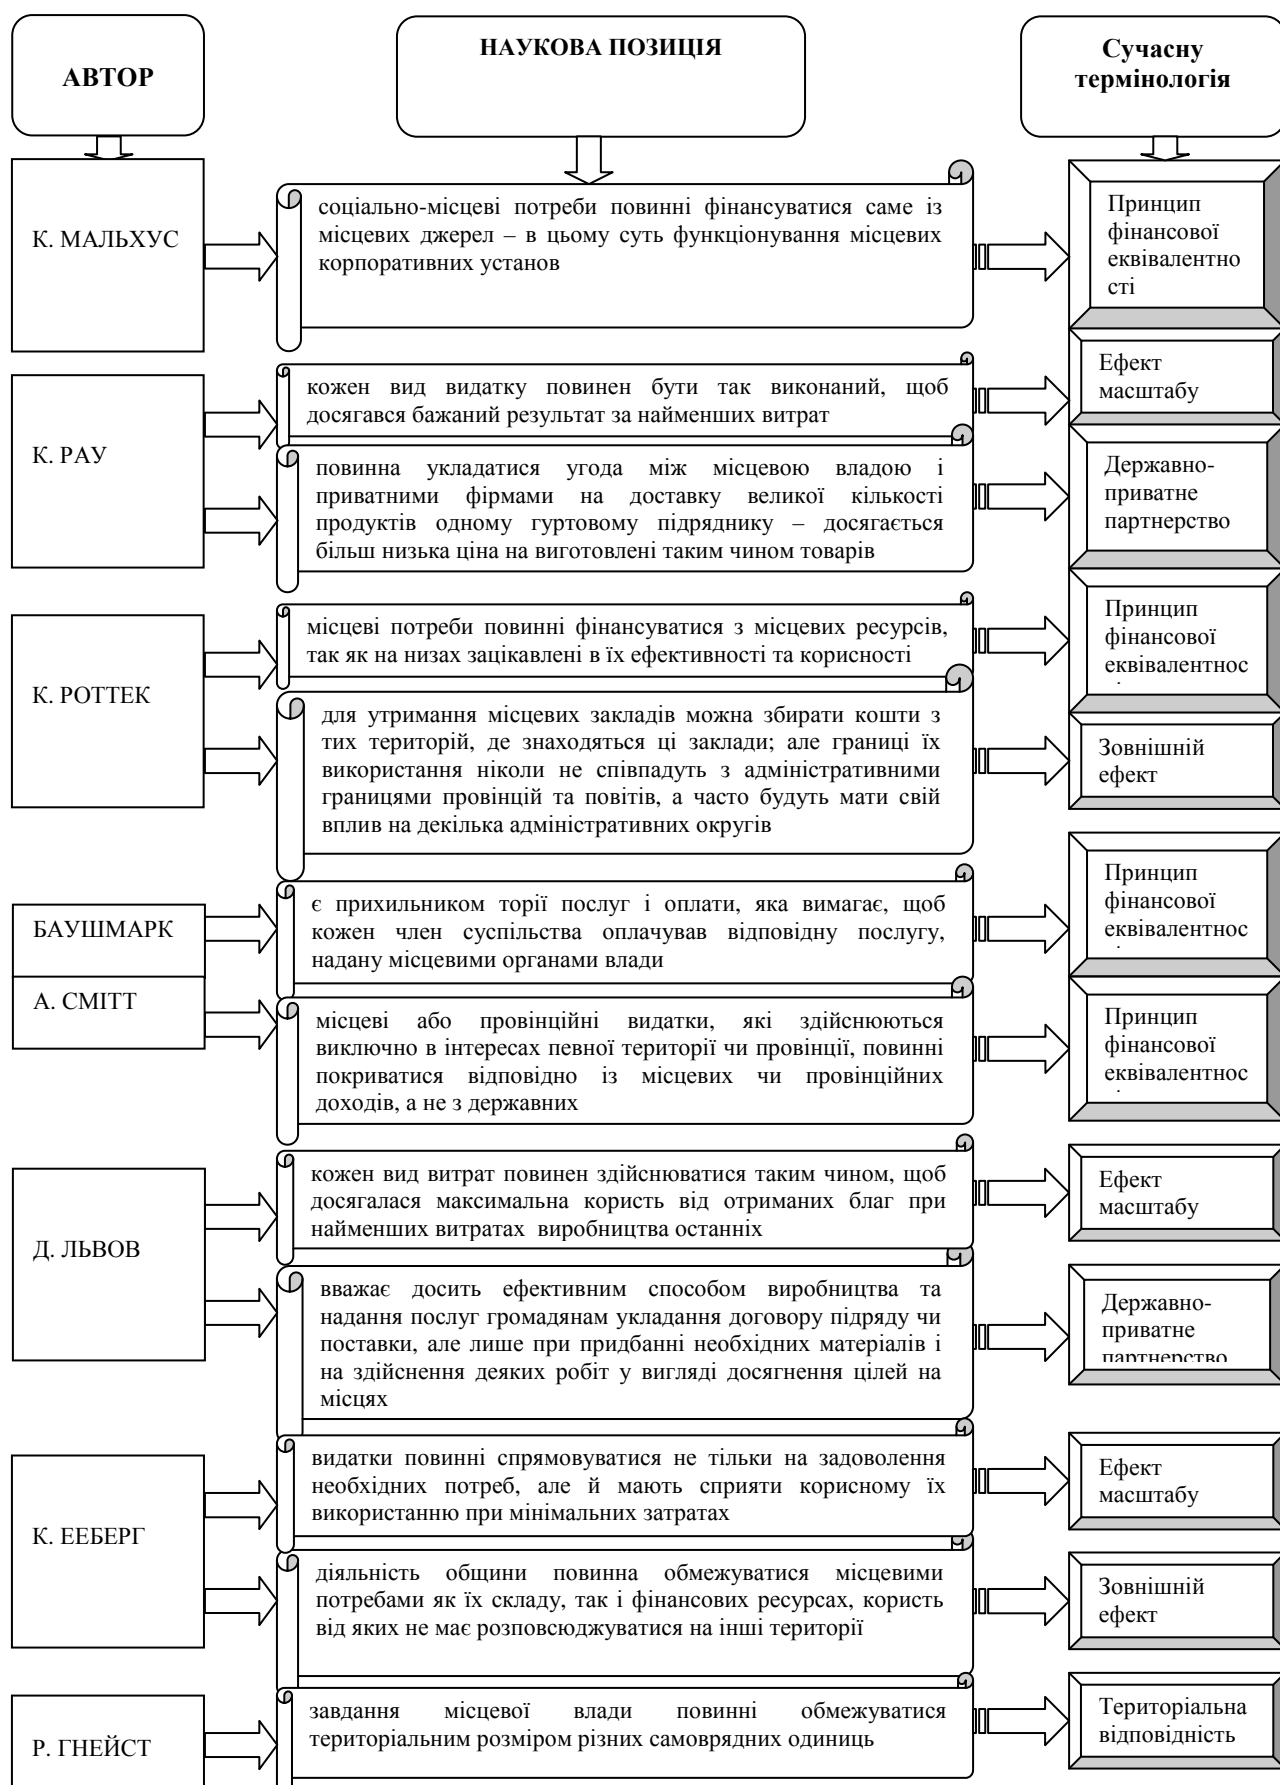 АВТОР
НАУКОВА ПОЗИЦІЯ
Сучасну
термінологія
К. МАЛЬХУС
соціально-місцеві потреби повинні фінансуватися саме із
місцевих джерел – в цьому суть функціонування місцевих
корпоративних установ
Принцип
фінансової
еквівалентно
сті
К. РАУ
кожен вид видатку повинен бути так виконаний, щоб
досягався бажаний результат за найменших витрат
Ефект
масштабу
повинна укладатися угода між місцевою владою і
приватними фірмами на доставку великої кількості
продуктів одному гуртовому підряднику – досягається
більш низька ціна на виготовлені таким чином товарів
Державно-
приватне
партнерство
К. РОТТЕК
місцеві потреби повинні фінансуватися з місцевих ресурсів,
так як на низах зацікавлені в їх ефективності та корисності
Принцип
фінансової
еквівалентнос
для утримання місцевих закладів можна збирати кошти з
тих територій, де знаходяться ці заклади; але границі їх
використання ніколи не співпадуть з адміністративними
границями провінцій та повітів, а часто будуть мати свій
вплив на декілька адміністративних округів
Зовнішній
ефект
БАУШМАРК
є прихильником торії послуг і оплати, яка вимагає, щоб
кожен член суспільства оплачував відповідну послугу,
надану місцевими органами влади
Принцип
фінансової
еквівалентнос
А. СМІТТ
місцеві або провінційні видатки, які здійснюються
виключно в інтересах певної території чи провінції, повинні
покриватися відповідно із місцевих чи провінційних
доходів, а не з державних
Принцип
фінансової
еквівалентнос
Д. ЛЬВОВ
кожен вид витрат повинен здійснюватися таким чином, щоб
досягалася максимальна користь від отриманих благ при
найменших витратах виробництва останніх
Ефект
масштабу
вважає досить ефективним способом виробництва та
надання послуг громадянам укладання договору підряду чи
поставки, але лише при придбанні необхідних матеріалів і
на здійснення деяких робіт у вигляді досягнення цілей на
місцях
Державно-
приватне
партнерство
К. ЕЕБЕРГ
видатки повинні спрямовуватися не тільки на задоволення
необхідних потреб, але й мають сприяти корисному їх
використанню при мінімальних затратах
Ефект
масштабу
діяльність общини повинна обмежуватися місцевими
потребами як їх складу, так і фінансових ресурсах, користь
від яких не має розповсюджуватися на інші території
Зовнішній
ефект
Р. ГНЕЙСТ
завдання місцевої влади повинні обмежуватися
територіальним розміром різних самоврядних одиниць
Територіальна
відповідність